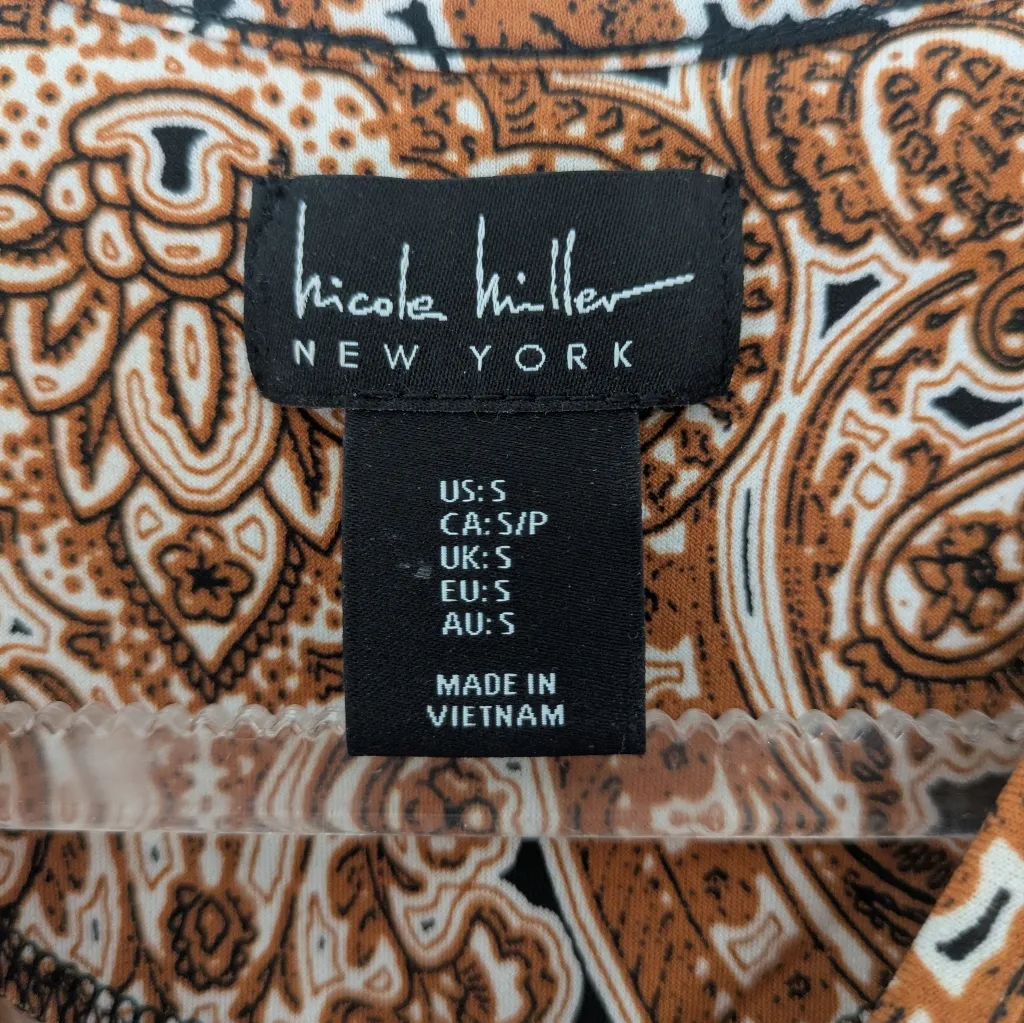 Nicole Miller
NEW YORK
US: S
CA: S/P
UK: S
EU: S
AU: S
MADE IN
VIETNAM